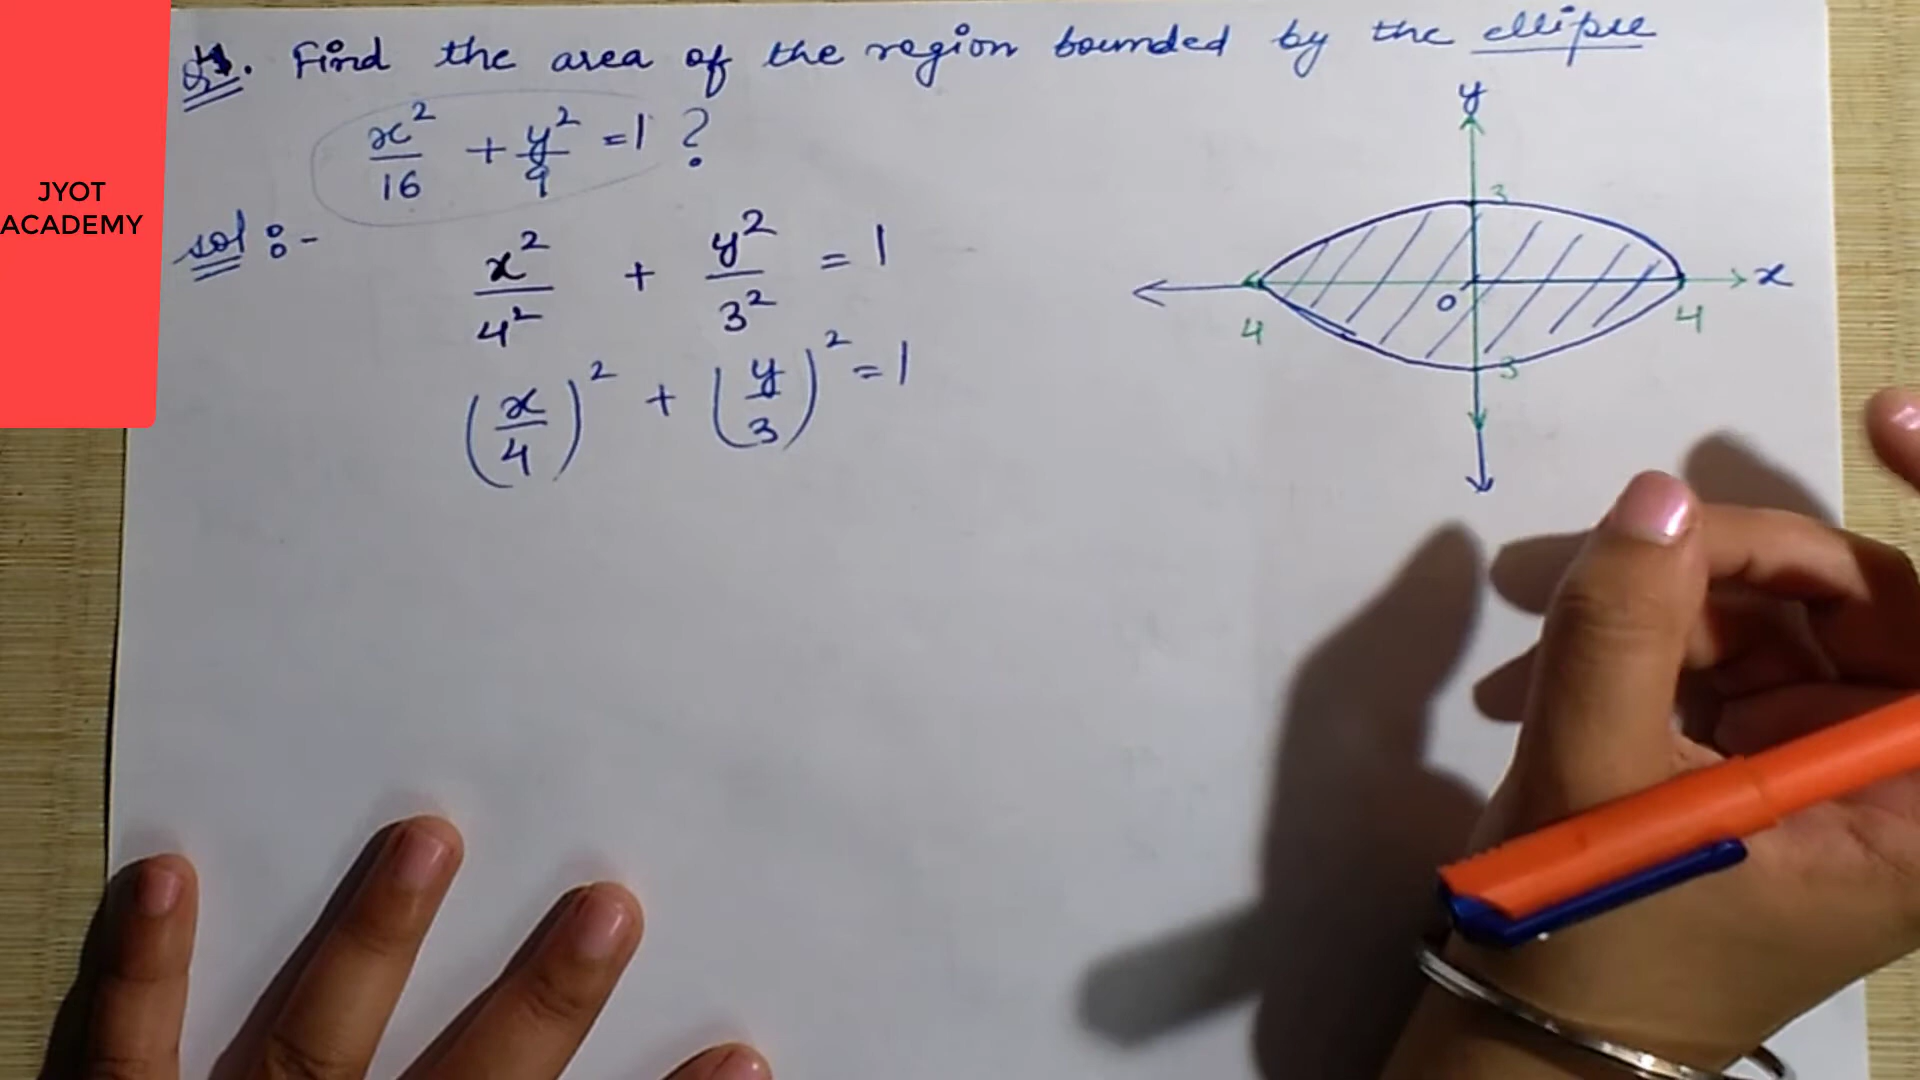 JYOT
ACADEMY
Find the area of the region bounded by the ellipse
x²/16 + y²/9 = 1 ?
sol :-
x²/4² + y²/3² = 1
(x/4)² + (y/3)² = 1
y
3
x
0
4
4
3